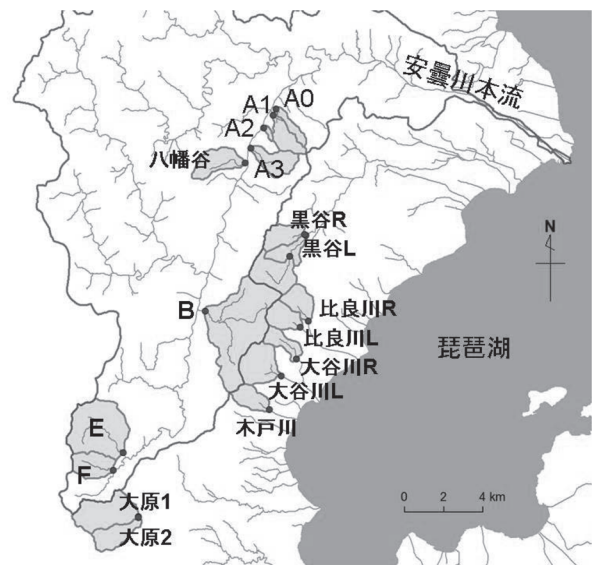 安曇川本流
A1 A0
A2
八幡谷
A3
黒谷R
黒谷L
N
B
比良川R
比良川L
琵琶湖
大谷川R
大谷川L
木戸川
E
F
大原1
大原2
0 2 4 km